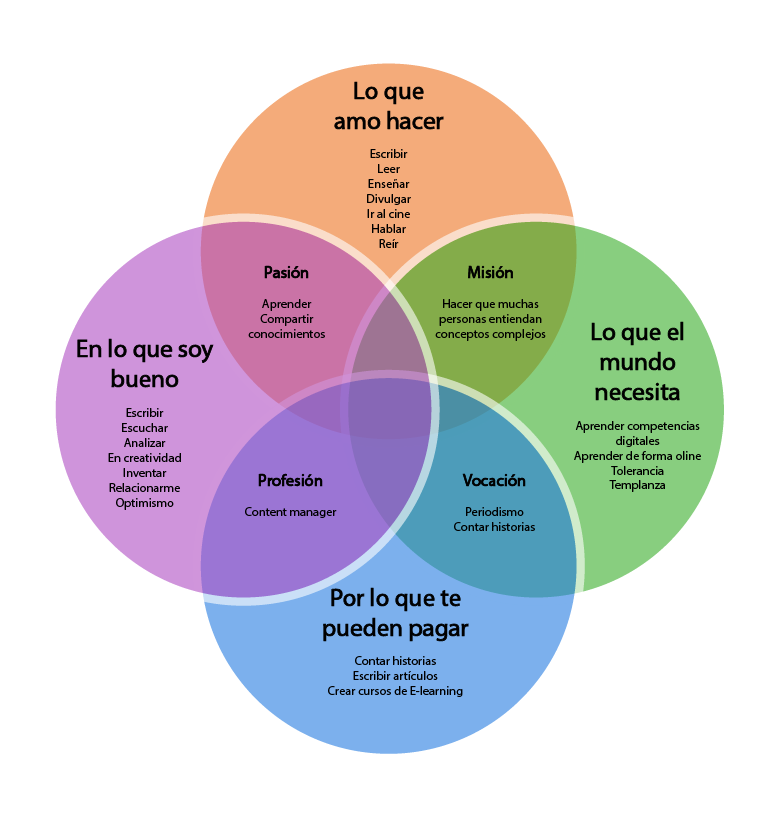 Lo que
amo hacer
Escribir
Leer
Enseñar
Divulgar
Ir al cine
Hablar
Reír
Pasión
Aprender
Compartir
conocimientos
Misión
Hacer que muchas
personas entiendan
conceptos complejos
En lo que soy
bueno
Escribir
Escuchar
Analizar
En creatividad
Inventar
Relacionarme
Optimismo
Lo que el
mundo
necesita
Aprender competencias
digitales
Aprender de forma oline
Tolerancia
Templanza
Profesión
Content manager
Vocación
Periodismo
Contar historias
Por lo que te
pueden pagar
Contar historias
Escribir artículos
Crear cursos de E-learning